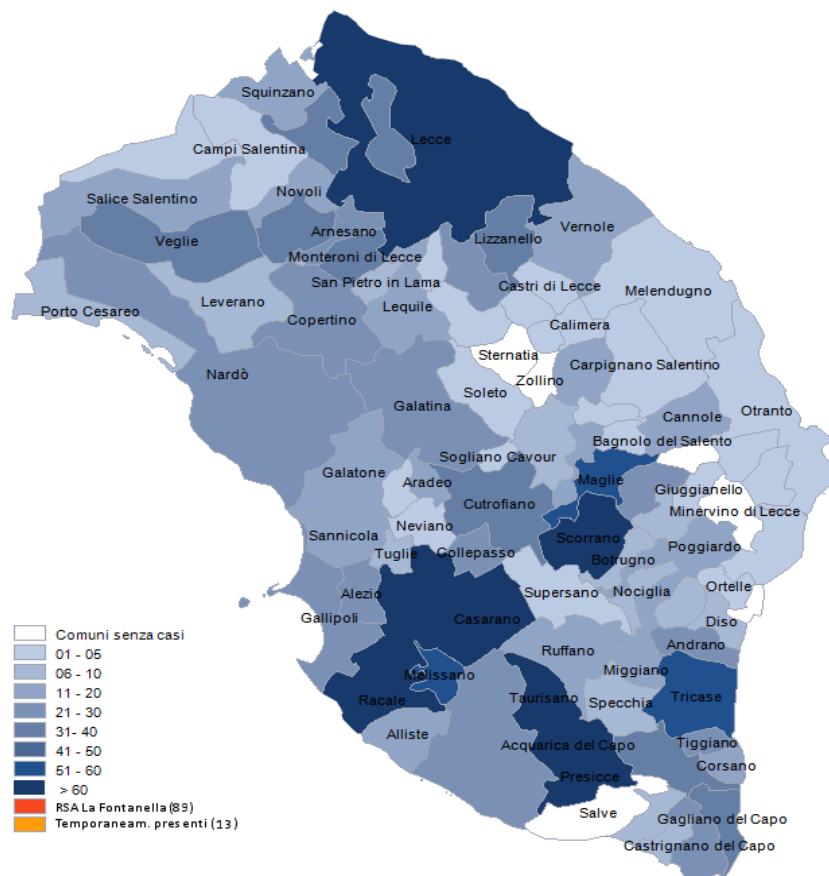 Squinzano
Lecce
Campi Salentina
Salice Salentino
Novoli
Vernole
Arnesano
Veglie
Lizzanello
Monteroni di Lecce
San Pietro in Lama
Castri di Lecce
Melendugno
Leverano
Lequile
Porto Cesareo
Copertino
Calimera
Sternatia
Carpignano Salentino
Zollino
Nardò
Soleto
Galatina
Otranto
Cannole
Bagnolo del Salento
Sogliano Cavour
Galatone
Aradeo
Maglie
Giuggianello
Cutrofiano
Minervino di Lecce
Neviano
Sannicola
Scorrano
Poggiardo
Tuglie
Collepasso
Botrugno
Ortelle
Alezio
Supersano
Nociglia
Gallipoli
Casarano
Diso
Andrano
Ruffano
Miggiano
Melissano
Racale
Taurisano
Specchia
Tricase
Alliste
Acquarica del Capo
Tiggiano
Corsano
Presicce
Salve
Gagliano del Capo
Castrignano del Capo
Comuni senza casi
01 - 05
06 - 10
11 - 20
21 - 30
31- 40
41 - 50
51 - 60
> 60
RSA La Fontanella (89)
Temporaneam. presenti (13)